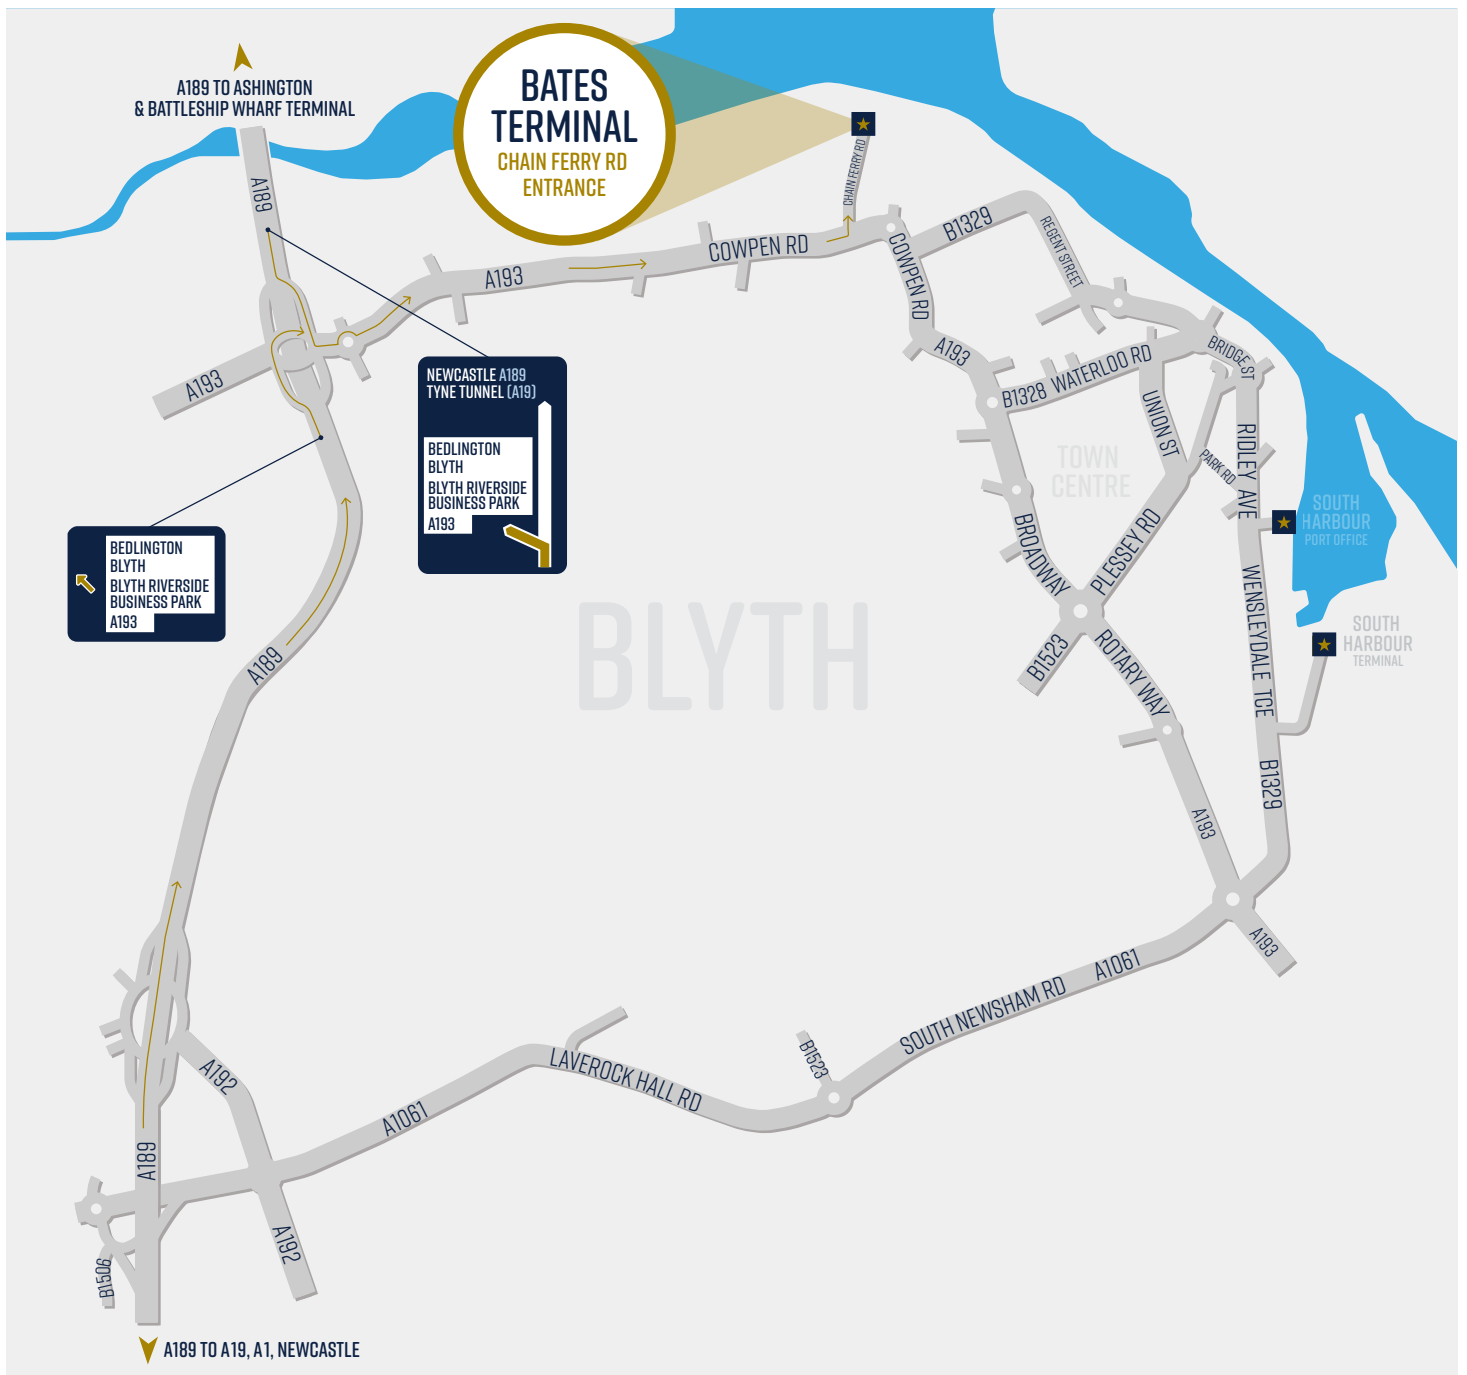 A189 TO ASHINGTON
& BATTLESHIP WHARF TERMINAL
BATES
TERMINAL
CHAIN FERRY RD
ENTRANCE
CHAIN FERRY RD
A189
A193
COWPEN RD
COWPEN RD
B1329
REGENT STREET
A193
A193
B1328 WATERLOO RD
BRIDGE ST
UNION ST
PARK RD
RIDLEY AVE
TOWN
CENTRE
SOUTH
HARBOUR
PORT OFFICE
NEWCASTLE A189
TYNE TUNNEL (A19)
BEDLINGTON
BLYTH
BLYTH RIVERSIDE
BUSINESS PARK
A193
BEDLINGTON
BLYTH
BLYTH RIVERSIDE
BUSINESS PARK
A193
BROADWAY
PLESSEY RD
WENSLEYDALE TCE
SOUTH
HARBOUR
TERMINAL
BLYTH
B1523
ROTARY WAY
A189
B1329
A193
A193
A1061
SOUTH NEWSHAM RD
B1523
LAVEROCK HALL RD
A192
A1061
A189
A192
B1506
A189 TO A19, A1, NEWCASTLE